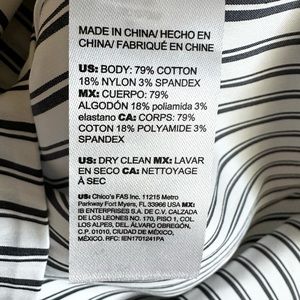 MADE IN CHINA/ HECHO EN
CHINA/ FABRIQUÉ EN CHINE
US: BODY: 79% COTTON
18% NYLON 3% SPANDEX
MX: CUERPO: 79%
ALGODÓN 18% poliamida 3%
elastano CA: CORPS: 79%
COTON 18% POLYAMIDE 3%
SPANDEX
US: DRY CLEAN MX: LAVAR
EN SECO CA: NETTOYAGE
À SEC
US: Chico's FAS Inc. 11215 Metro
Parkway Fort Myers, FL 33966 USA MX:
IB ENTERPRISES S.A. DE C.V. CALZADA
DE LOS LEONES NO. 170, PISO 1, COL.
LOS ALPES, DEL. ÁLVARO OBREGÓN,
C.P. 01010, CIUDAD DE MÉXICO,
MÉXICO. RFC: IEN1701241PA